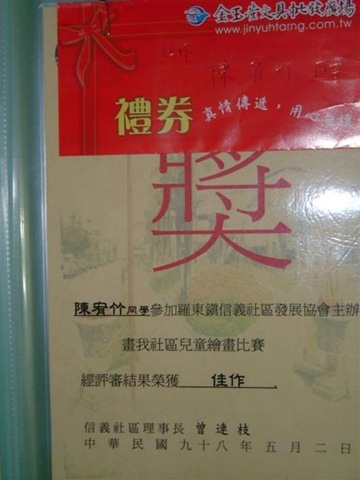 金玉堂文具批發廣場
www.jinyuhtarng.com.tw
禮券
真情傳遞，用心
獎
陳宥竹同學參加羅東鎮信義社區發展協會主辦
畫我社區兒童繪畫比賽
經評審結果榮獲 佳作 .
信義社區理事長 曾連枝
中華民國九十八年五月二日